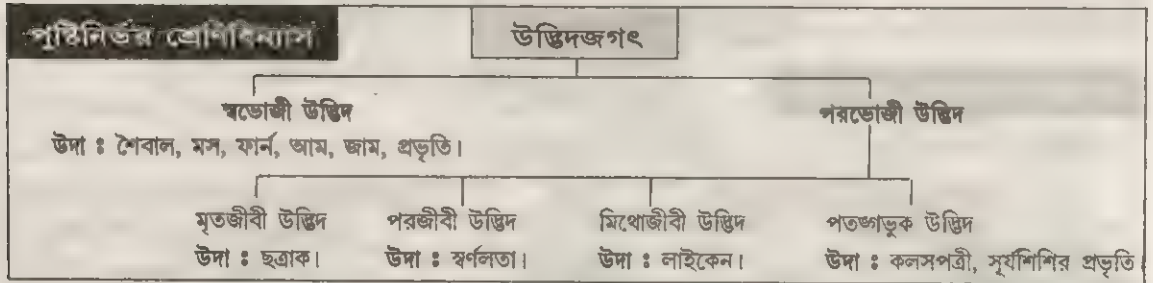 পুষ্টিনির্ভর শ্রেণিবিন্যাস
উদ্ভিদজগৎ
স্বভোজী উদ্ভিদ
উদা ঃ শৈবাল, মস, ফার্ন, আম, জাম, প্রভৃতি।
পরভোজী উদ্ভিদ
মৃতজীবী উদ্ভিদ
উদা ঃ ছত্রাক।
পরজীবী উদ্ভিদ
উদা ঃ স্বর্ণলতা।
মিথোজীবী উদ্ভিদ
উদা ঃ লাইকেন।
পতঙ্গভুক উদ্ভিদ
উদা ঃ কলসপত্রী, সূর্যশিশির প্রভৃতি